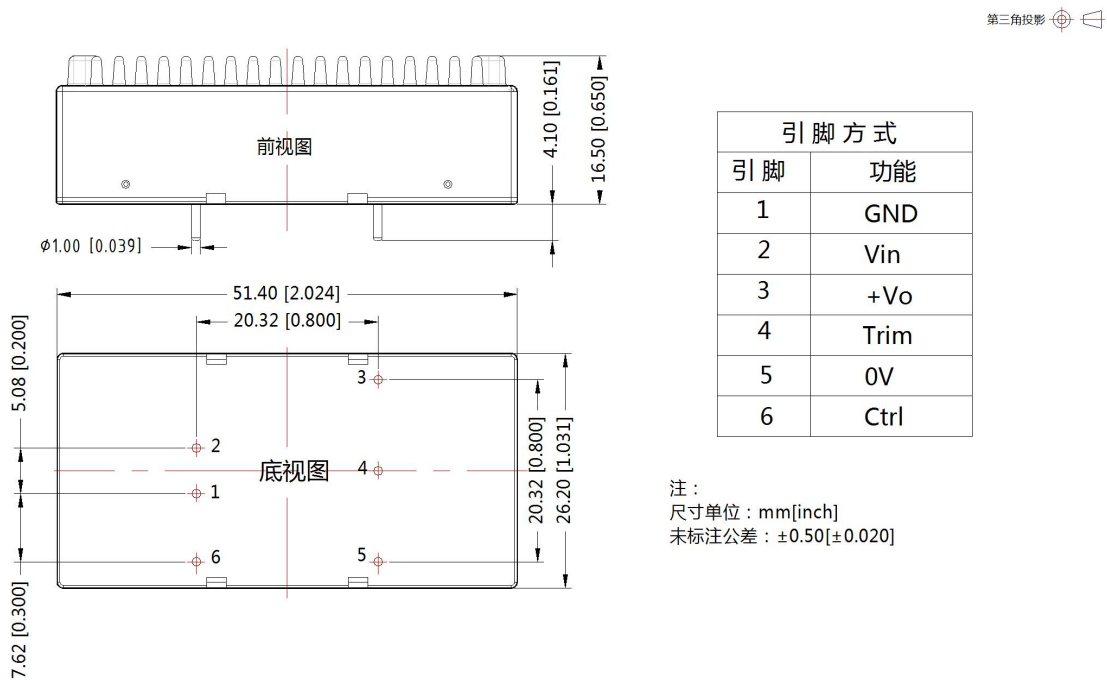 第三角投影
前视图
4.10 [0.161]
16.50 [0.650]
ϕ1.00 [0.039]
51.40 [2.024]
20.32 [0.800]
5.08 [0.200]
7.62 [0.300]
3
2
底视图
4
1
6
5
20.32 [0.800]
26.20 [1.031]
引 脚 方 式
引 脚 功能
1 GND
2 Vin
3 +Vo
4 Trim
5 0V
6 Ctrl
注：
尺寸单位：mm[inch]
未标注公差：±0.50[±0.020]